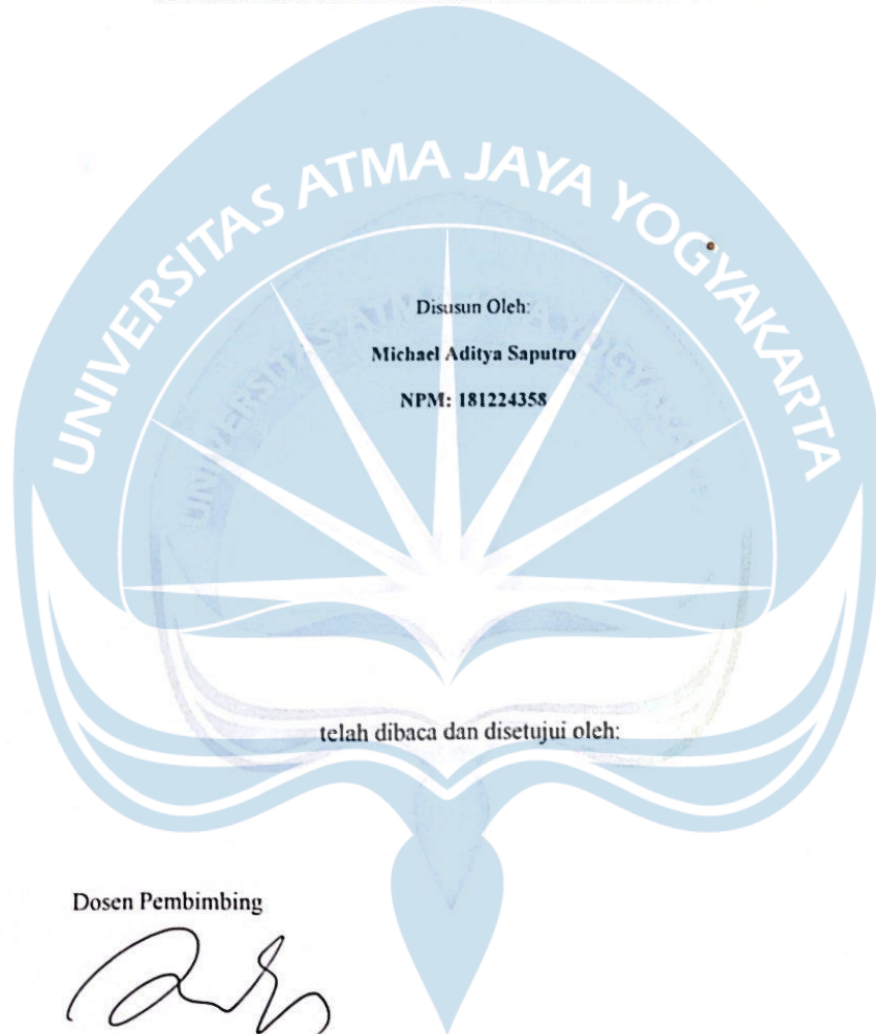 UNIVERSITAS ATMA JAYA YOGYAKARTA
Disusun Oleh:
Michael Aditya Saputro
NPM: 181224358
telah dibaca dan disetujui oleh:
Dosen Pembimbing